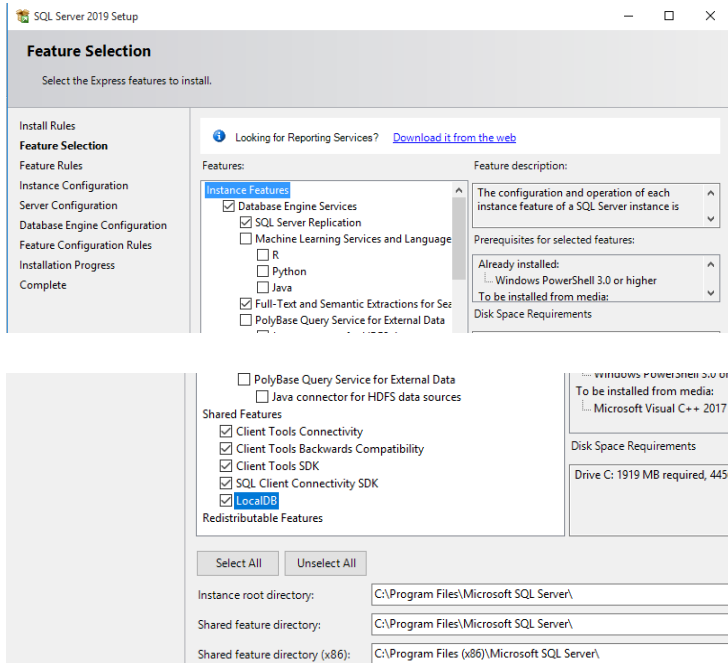 SQL Server 2019 Setup
Feature Selection
Select the Express features to install.
Install Rules
Feature Selection
Feature Rules
Instance Configuration
Server Configuration
Database Engine Configuration
Feature Configuration Rules
Installation Progress
Complete
Looking for Reporting Services? Download it from the web
Features:
Instance Features
Database Engine Services
SQL Server Replication
Machine Learning Services and Language
R
Python
Java
Full-Text and Semantic Extractions for Sea
PolyBase Query Service for External Data
Feature description:
The configuration and operation of each
instance feature of a SQL Server instance is
Prerequisites for selected features:
Already installed:
Windows PowerShell 3.0 or higher
To be installed from media:
Disk Space Requirements
PolyBase Query Service for External Data
Java connector for HDFS data sources
Shared Features
Client Tools Connectivity
Client Tools Backwards Compatibility
Client Tools SDK
SQL Client Connectivity SDK
LocalDB
Redistributable Features
Windows PowerShell 3.0 or
To be installed from media:
Microsoft Visual C++ 2017
Disk Space Requirements
Drive C: 1919 MB required, 445
Select All
Unselect All
Instance root directory: C:\Program Files\Microsoft SQL Server\
Shared feature directory: C:\Program Files\Microsoft SQL Server\
Shared feature directory (x86): C:\Program Files (x86)\Microsoft SQL Server\